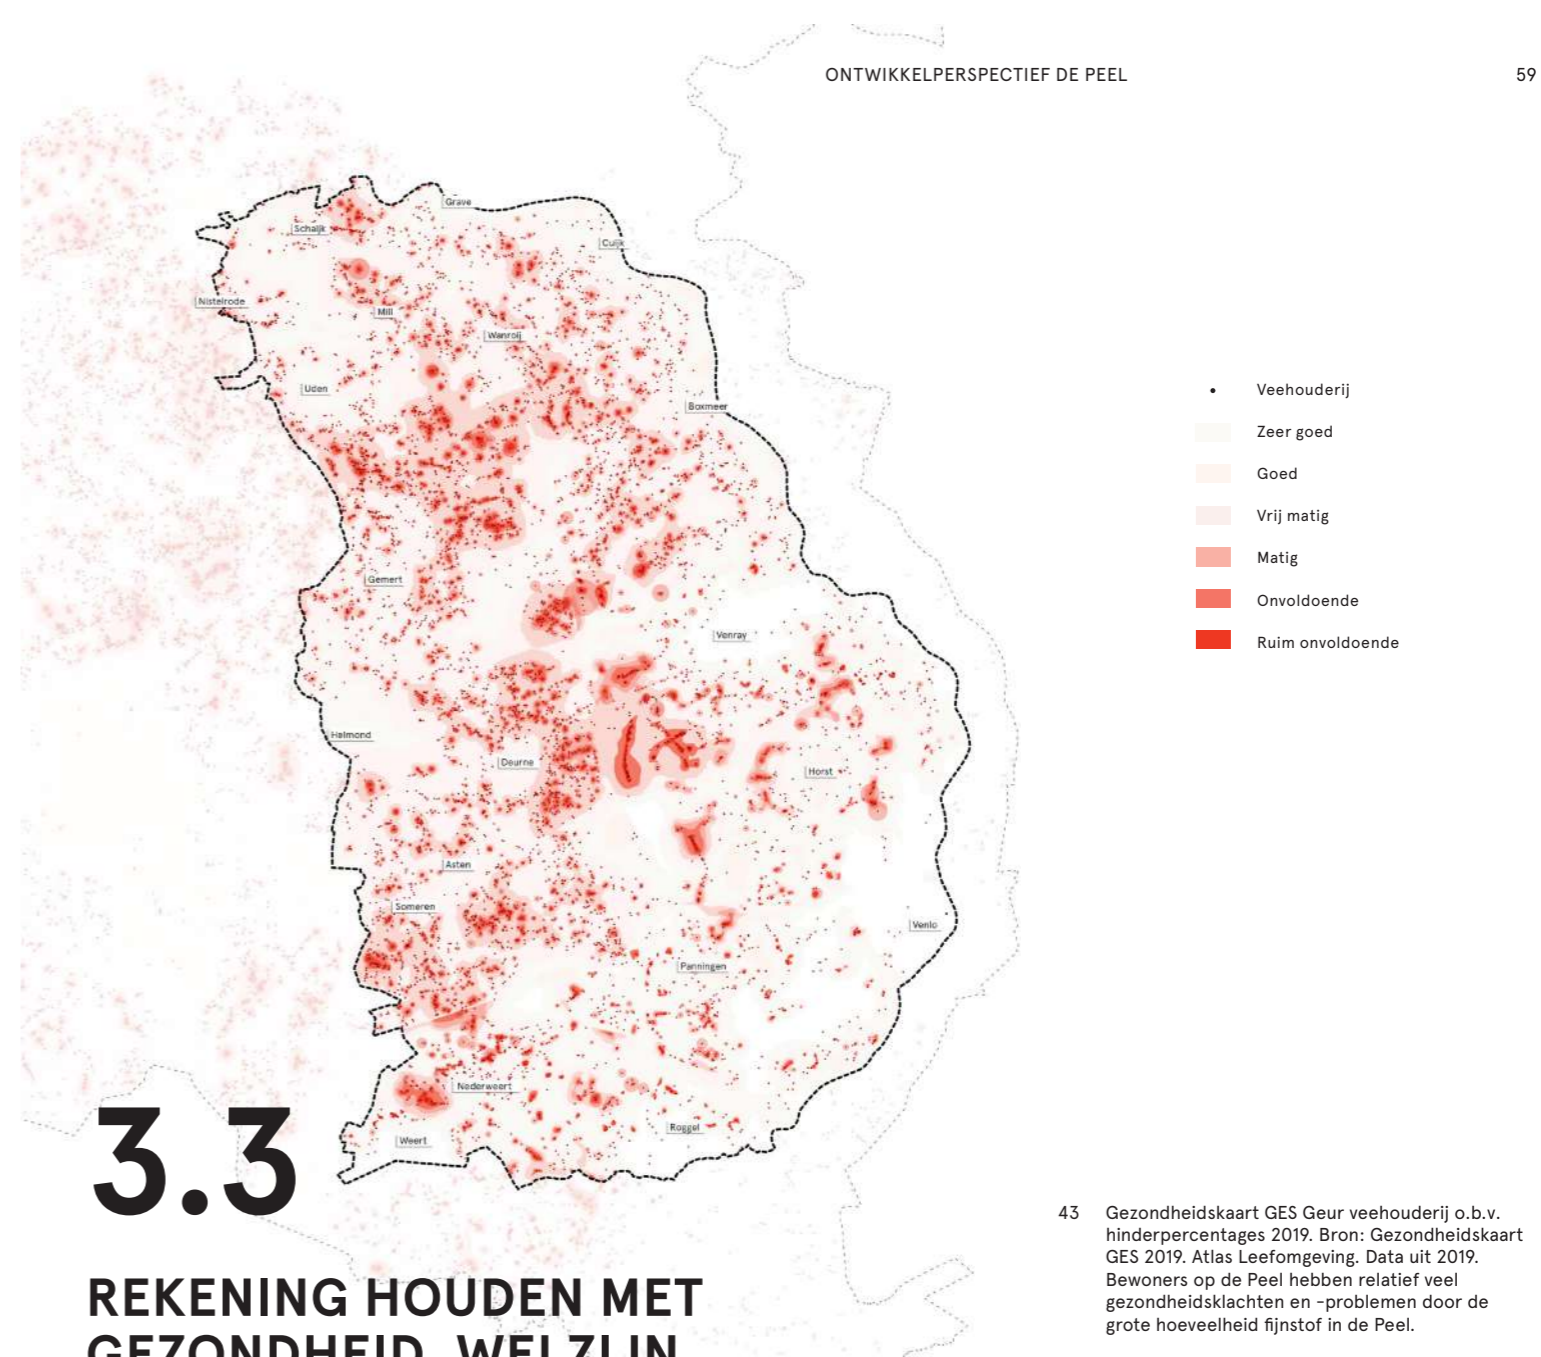 ONTWIKKELPERSPECTIEF DE PEEL
59
Grave
Schaijk
Cuijk
Nistelrode
Mill
Wanroij
Uden
Boxmeer
Gemert
Venray
Helmond
Deurne
Horst
Asten
Someren
Venlo
Panningen
Nederweert
Roggel
Weert
Veehouderij
Zeer goed
Goed
Vrij matig
Matig
Onvoldoende
Ruim onvoldoende
3.3
REKENING HOUDEN MET
GEZONDHEID, WELZIJN
43 Gezondheidskaart GES Geur veehouderij o.b.v.
hinderpercentages 2019. Bron: Gezondheidskaart
GES 2019. Atlas Leefomgeving. Data uit 2019.
Bewoners op de Peel hebben relatief veel
gezondheidsklachten en -problemen door de
grote hoeveelheid fijnstof in de Peel.